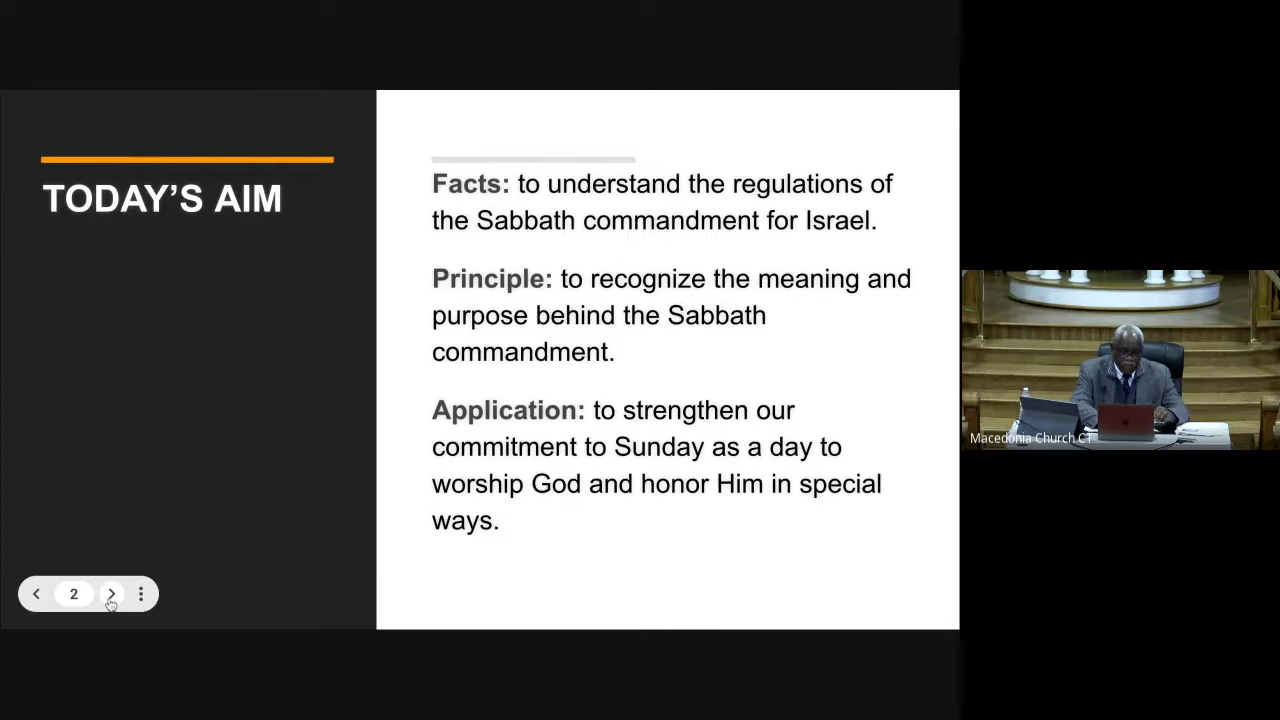 TODAY’S AIM
Facts: to understand the regulations of
the Sabbath commandment for Israel.
Principle: to recognize the meaning and
purpose behind the Sabbath
commandment.
Application: to strengthen our
commitment to Sunday as a day to
worship God and honor Him in special
ways.
2
Macedonia Church CT